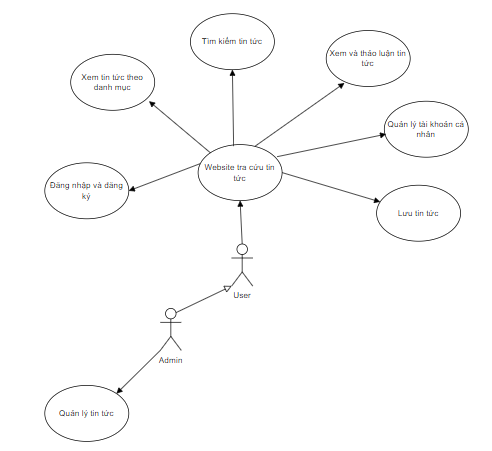 Tìm kiếm tin tức
Xem và thảo luận tin
tức
Xem tin tức theo
danh mục
Quản lý tài khoản cá
nhân
Website tra cứu tin
tức
Đăng nhập và đăng
ký
Lưu tin tức
User
Admin
Quản lý tin tức